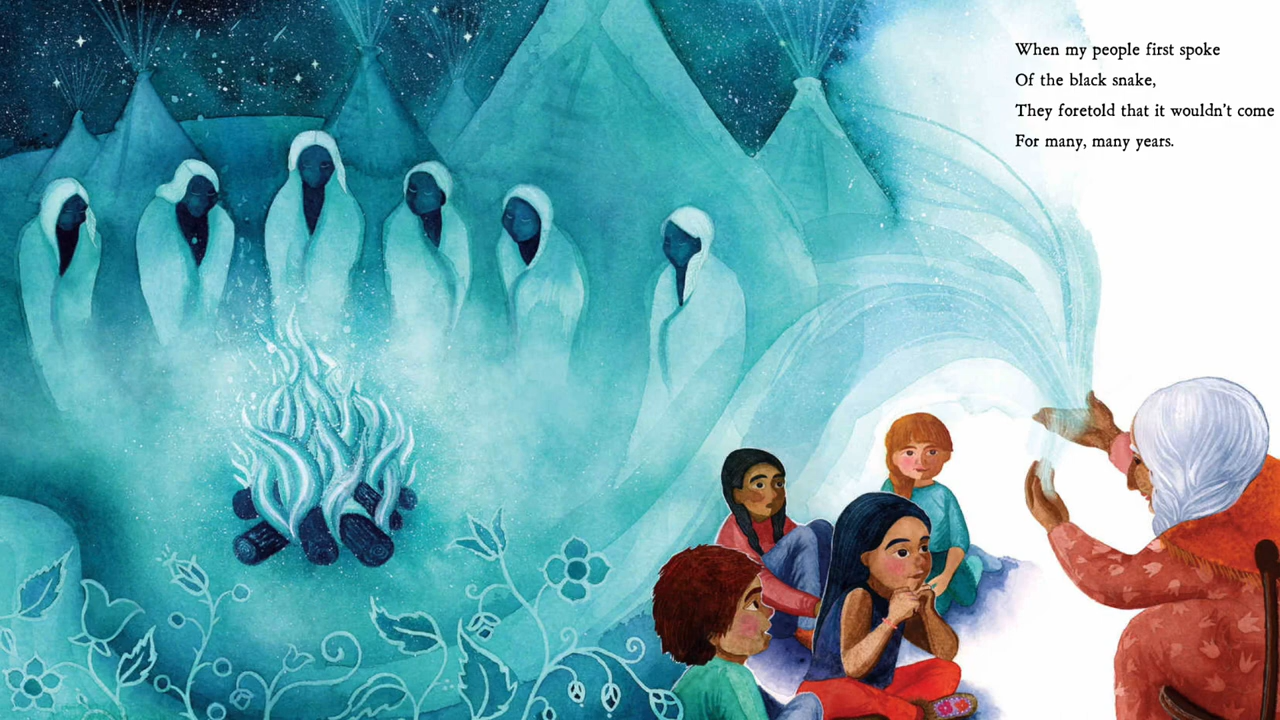 When my people first spoke
Of the black snake,
They foretold that it wouldn't come
For many, many years.